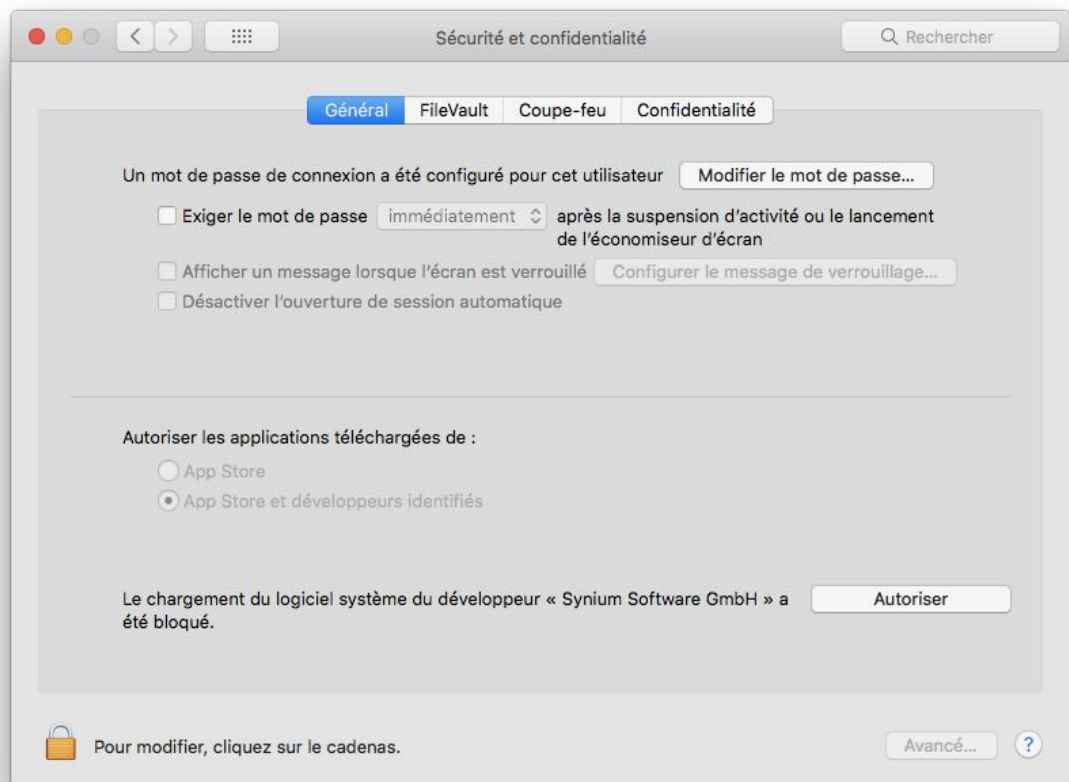 Sécurité et confidentialité
Rechercher
Général FileVault Coupe-feu Confidentialité
Un mot de passe de connexion a été configuré pour cet utilisateur Modifier le mot de passe...
Exiger le mot de passe immédiatement après la suspension d'activité ou le lancement
de l'économiseur d'écran
Afficher un message lorsque l'écran est verrouillé Configurer le message de verrouillage...
Désactiver l'ouverture de session automatique
Autoriser les applications téléchargées de :
App Store
App Store et développeurs identifiés
Le chargement du logiciel système du développeur « Synium Software GmbH » a
été bloqué.
Autoriser
Pour modifier, cliquez sur le cadenas.
Avancé...
?